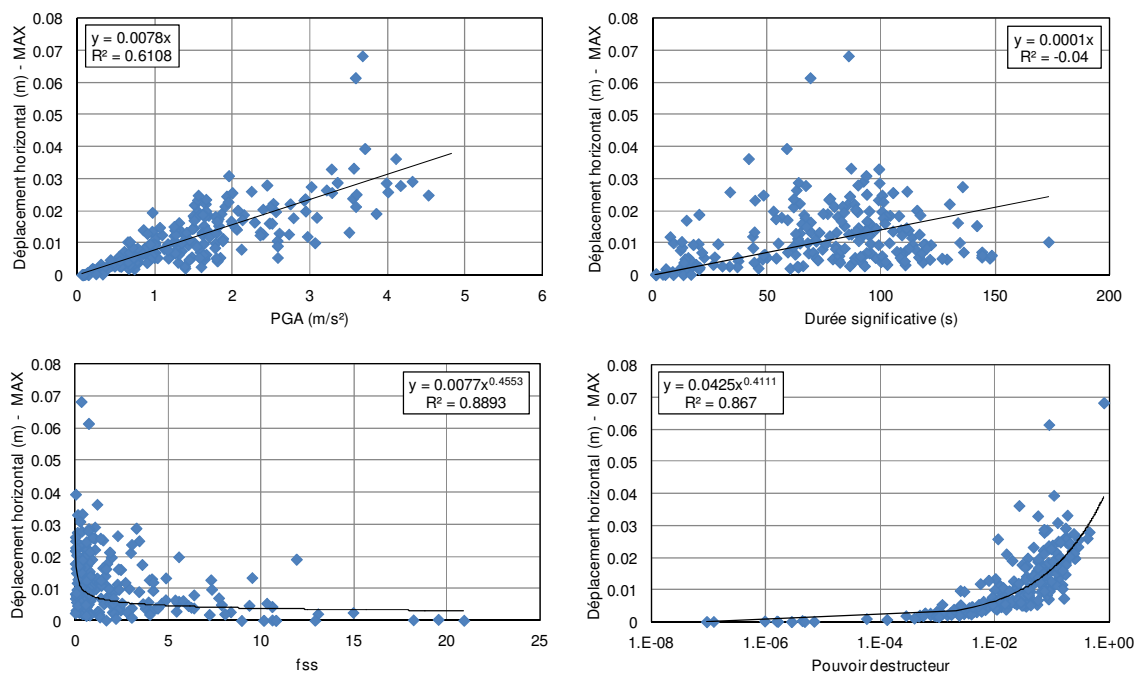 Déplacement horizontal (m) - MAX
0.08
0.07
0.06
0.05
0.04
0.03
0.02
0.01
0
y = 0.0078x
R² = 0.6108
0
1
2
3
4
5
6
PGA (m/s²)
Déplacement horizontal (m) - MAX
0.08
0.07
0.06
0.05
0.04
0.03
0.02
0.01
0
y = 0.0001x
R² = -0.04
0
50
100
150
200
Durée significative (s)
Déplacement horizontal (m) - MAX
0.08
0.07
0.06
0.05
0.04
0.03
0.02
0.01
0
y = 0.0077x^0.4553
R² = 0.8893
0
5
10
15
20
25
fss
Déplacement horizontal (m) - MAX
0.08
0.07
0.06
0.05
0.04
0.03
0.02
0.01
0
y = 0.0425x^0.4111
R² = 0.867
1.E-08
1.E-06
1.E-04
1.E-02
1.E+00
Pouvoir destructeur